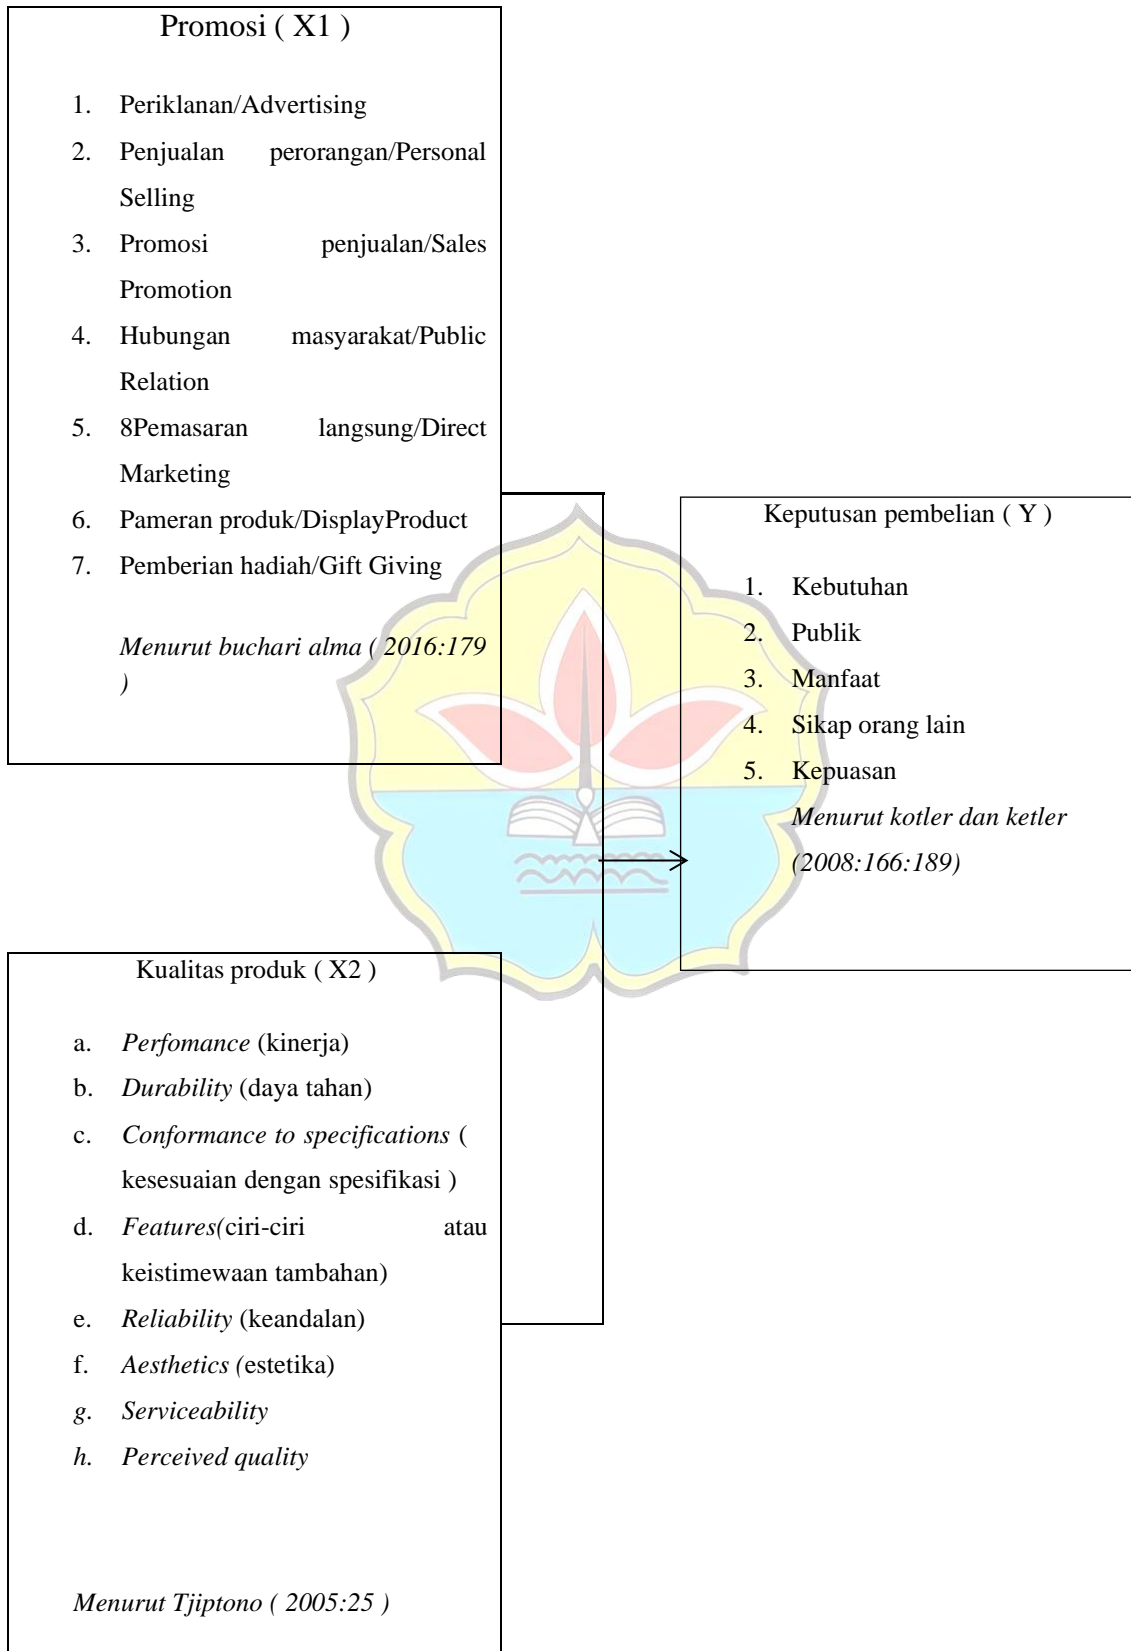 Promosi ( X1 )
1. Periklanan/Advertising
2. Penjualan perorangan/Personal
Selling
3. Promosi penjualan/Sales
Promotion
4. Hubungan masyarakat/Public
Relation
5. 8Pemasaran langsung/Direct
Marketing
6. Pameran produk/DisplayProduct
7. Pemberian hadiah/Gift Giving
Menurut buchari alma ( 2016:179
)
Keputusan pembelian ( Y )
1. Kebutuhan
2. Publik
3. Manfaat
4. Sikap orang lain
5. Kepuasan
Menurut kotler dan ketler
(2008:166:189)
Kualitas produk ( X2 )
a. Perfomance (kinerja)
b. Durability (daya tahan)
c. Conformance to specifications (
kesesuaian dengan spesifikasi )
d. Features(ciri-ciri atau
keistimewaan tambahan)
e. Reliability (keandalan)
f. Aesthetics (estetika)
g. Serviceability
h. Perceived quality
Menurut Tjiptono ( 2005:25 )